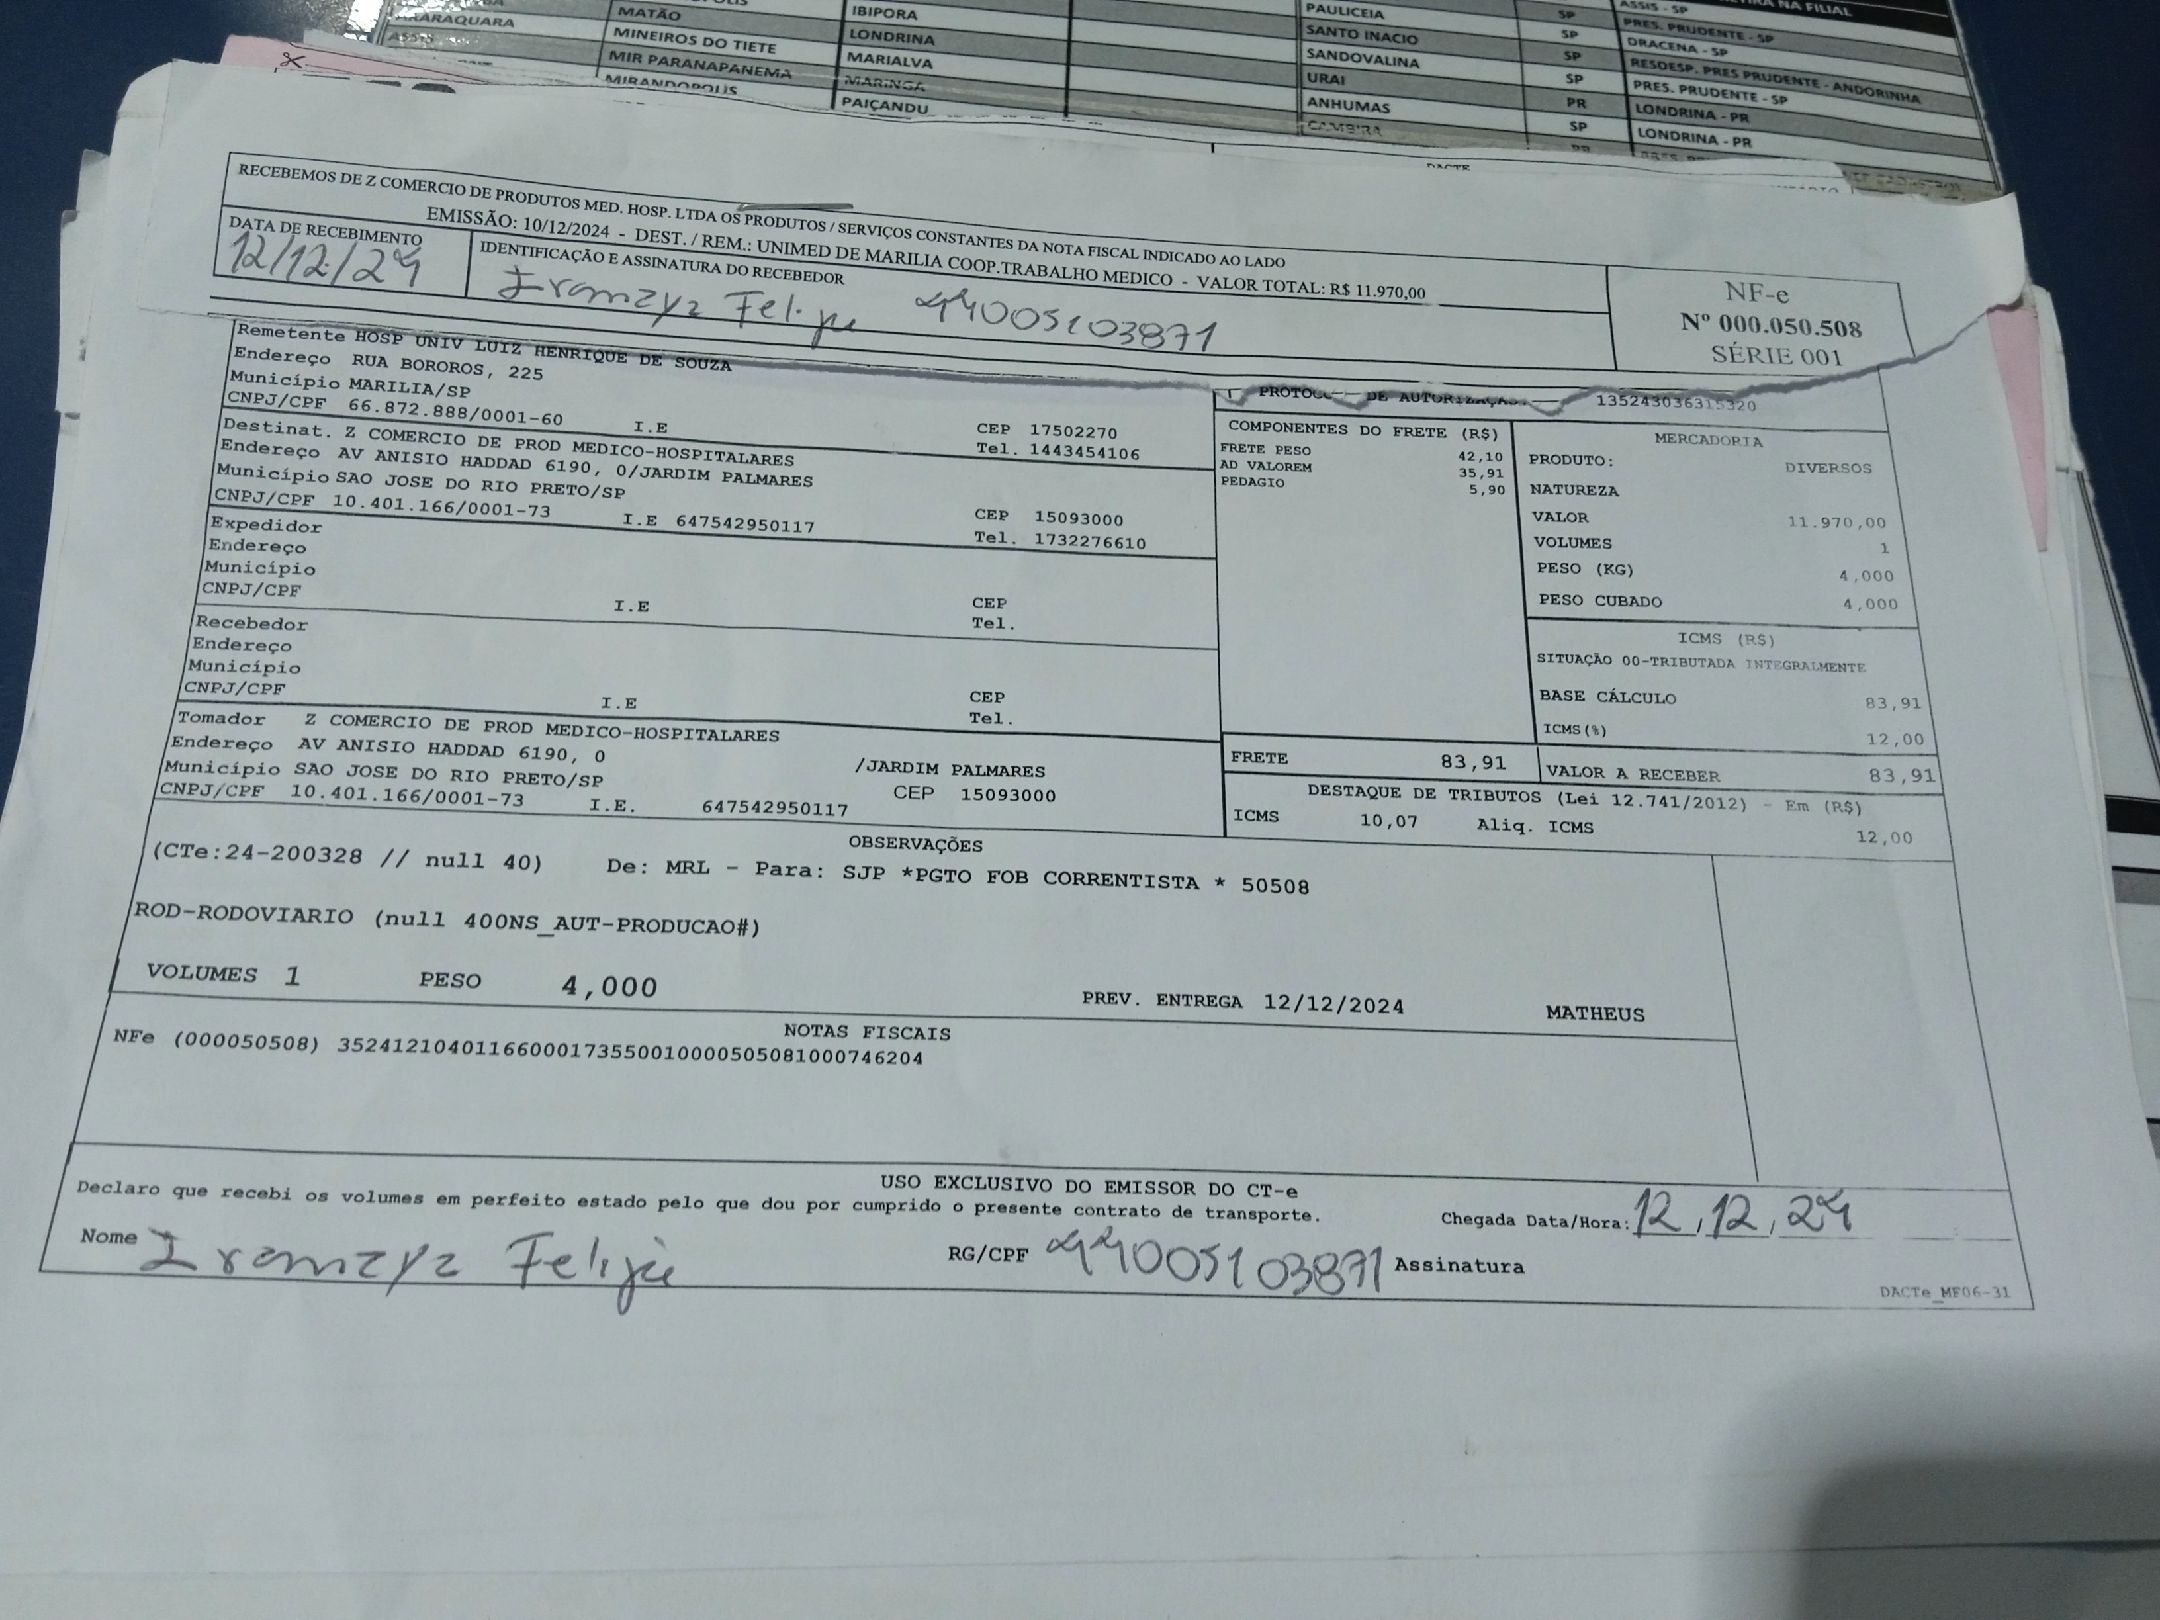 ARARAQUARA
MATÃO
MINEIROS DO TIETE
MIR PARANAPANEMA
MIRANDOPOLIS
IBIPORA
LONDRINA
MARIALVA
MARINGA
PAIÇANDU
PAULICEIA SP ASSIS - SP
SANTO INACIO SP PRES. PRUDENTE - SP
SANDOVALINA SP DRACENA - SP
URAI SP RESDESP. PRES PRUDENTE - ANDORINHA
ANHUMAS PR PRES. PRUDENTE - SP
CAMBIRA SP LONDRINA - PR
PR LONDRINA - PR
NA FILIAL
DACTE
RECEBEMOS DE Z COMERCIO DE PRODUTOS MED. HOSP. LTDA OS PRODUTOS / SERVIÇOS CONSTANTES DA NOTA FISCAL INDICADO AO LADO
EMISSÃO: 10/12/2024 - DEST. / REM.: UNIMED DE MARILIA COOP.TRABALHO MEDICO - VALOR TOTAL: R$ 11.970,00
DATA DE RECEBIMENTO
12/12/24
IDENTIFICAÇÃO E ASSINATURA DO RECEBEDOR
Felipe 44005103871
NF-e
Nº 000.050.508
SÉRIE 001
Remetente HOSP UNIV LUIZ HENRIQUE DE SOUZA
Endereço RUA BOROROS, 225
Município MARILIA/SP
CNPJ/CPF 66.872.888/0001-60 I.E CEP 17502270
Tel. 1443454106
Destinat. Z COMERCIO DE PROD MEDICO-HOSPITALARES
Endereço AV ANISIO HADDAD 6190, 0/JARDIM PALMARES
Município SAO JOSE DO RIO PRETO/SP
CNPJ/CPF 10.401.166/0001-73 I.E 647542950117 CEP 15093000
Tel. 1732276610
Expedidor
Endereço
Município
CNPJ/CPF I.E CEP
Tel.
Recebedor
Endereço
Município
CNPJ/CPF I.E CEP
Tel.
Tomador Z COMERCIO DE PROD MEDICO-HOSPITALARES
Endereço AV ANISIO HADDAD 6190, 0 /JARDIM PALMARES
Município SAO JOSE DO RIO PRETO/SP CEP 15093000
CNPJ/CPF 10.401.166/0001-73 I.E. 647542950117
PROTOCOLO DE AUTORIZAÇÃO 135243036315320
COMPONENTES DO FRETE (R$)
FRETE PESO 42,10
AD VALOREM 35,91
PEDAGIO 5,90
MERCADORIA
PRODUTO: DIVERSOS
NATUREZA
VALOR 11.970,00
VOLUMES 1
PESO (KG) 4,000
PESO CUBADO 4,000
ICMS (R$)
SITUAÇÃO 00-TRIBUTADA INTEGRALMENTE
BASE CÁLCULO 83,91
ICMS(%) 12,00
FRETE 83,91 VALOR A RECEBER 83,91
DESTAQUE DE TRIBUTOS (Lei 12.741/2012) - Em (R$)
ICMS 10,07 Aliq. ICMS 12,00
OBSERVAÇÕES
(CTe:24-200328 // null 40) De: MRL - Para: SJP *PGTO FOB CORRENTISTA * 50508
ROD-RODOVIARIO (null 400NS_AUT-PRODUCAO#)
VOLUMES 1 PESO 4,000 PREV. ENTREGA 12/12/2024 MATHEUS
NOTAS FISCAIS
NFe (000050508) 35241210401166000173550010000505081000746204
USO EXCLUSIVO DO EMISSOR DO CT-e
Declaro que recebi os volumes em perfeito estado pelo que dou por cumprido o presente contrato de transporte. Chegada Data/Hora: 12,12,24
Nome Felipe RG/CPF 44005103871 Assinatura
DACTe_MF06-31